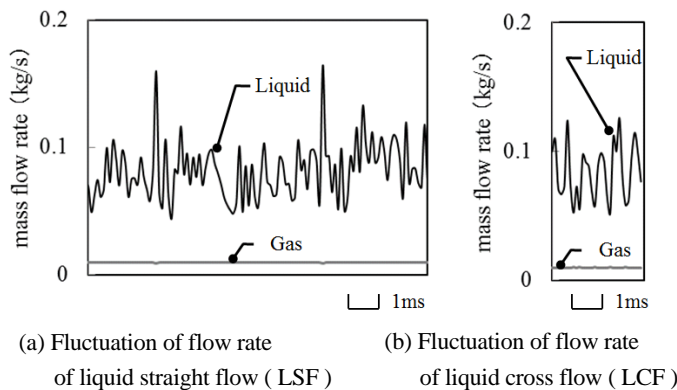 0.2
mass flow rate (kg/s)
0.1
0
Liquid
Gas
1ms
(a) Fluctuation of flow rate
of liquid straight flow ( LSF )
0.2
mass flow rate (kg/s)
0.1
0
Liquid
Gas
1ms
(b) Fluctuation of flow rate
of liquid cross flow ( LCF )